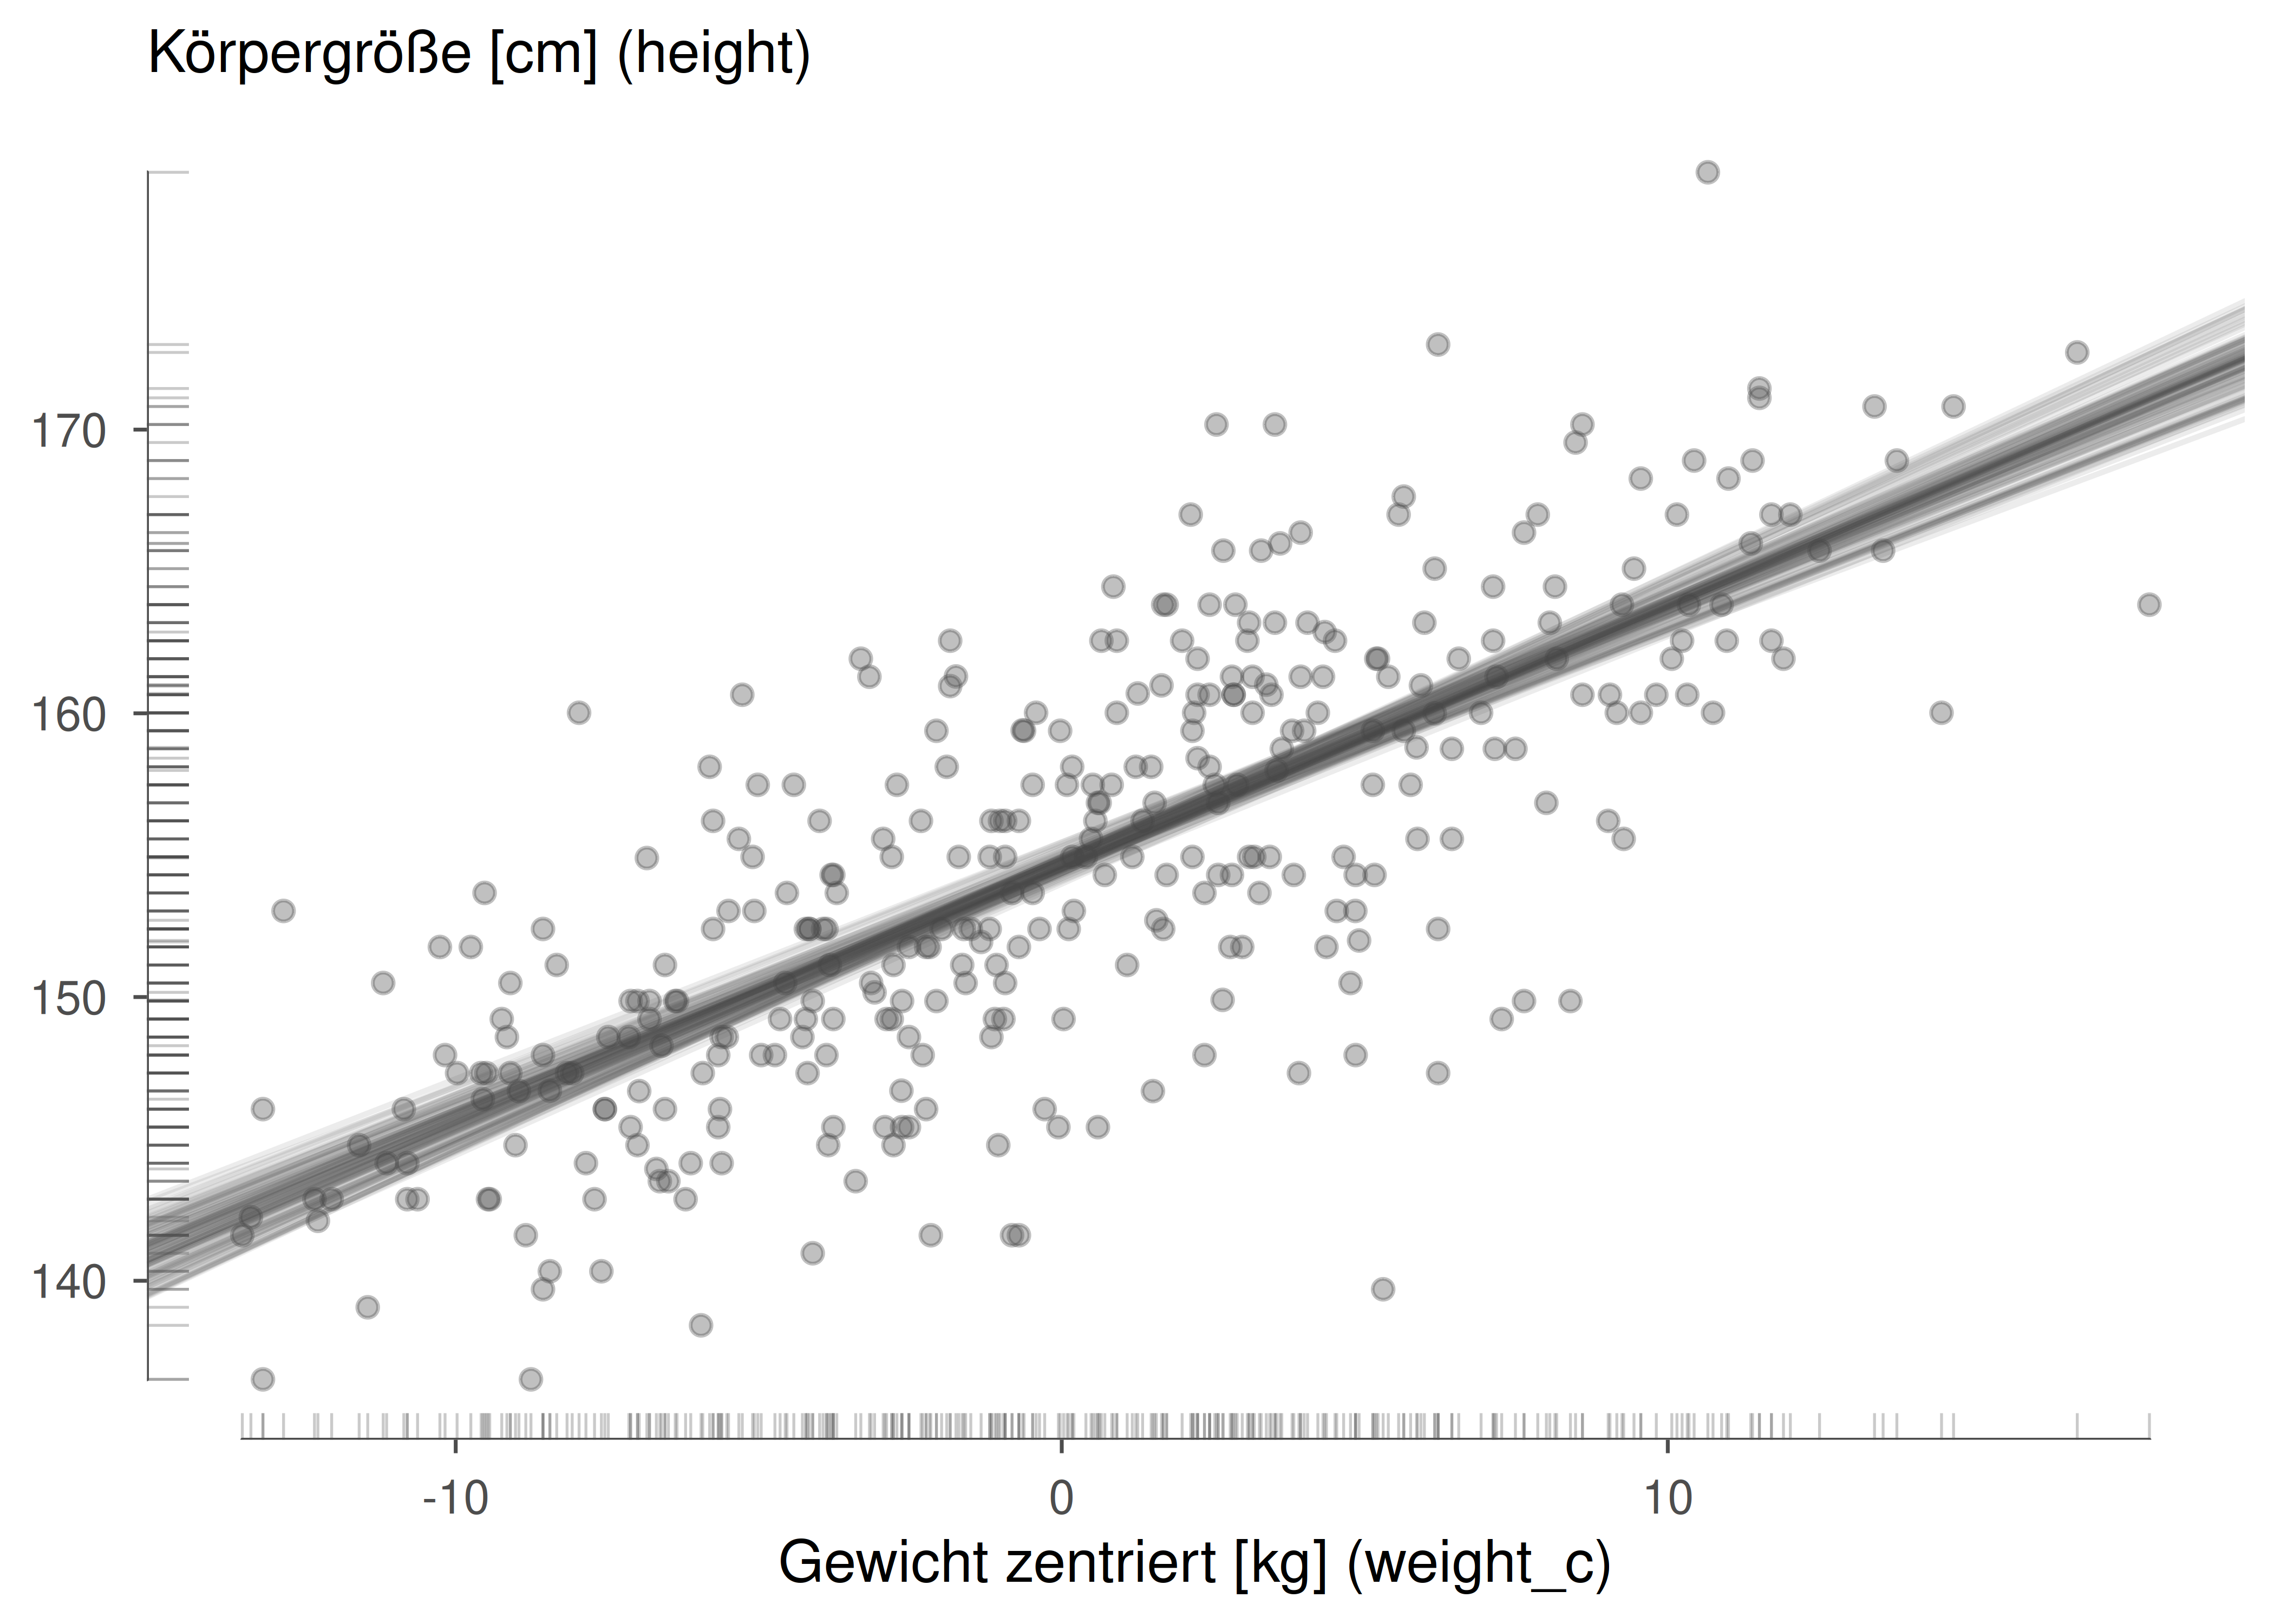 Körpergröße [cm] (height)
170
160
150
140
-10 0 10
Gewicht zentriert [kg] (weight_c)